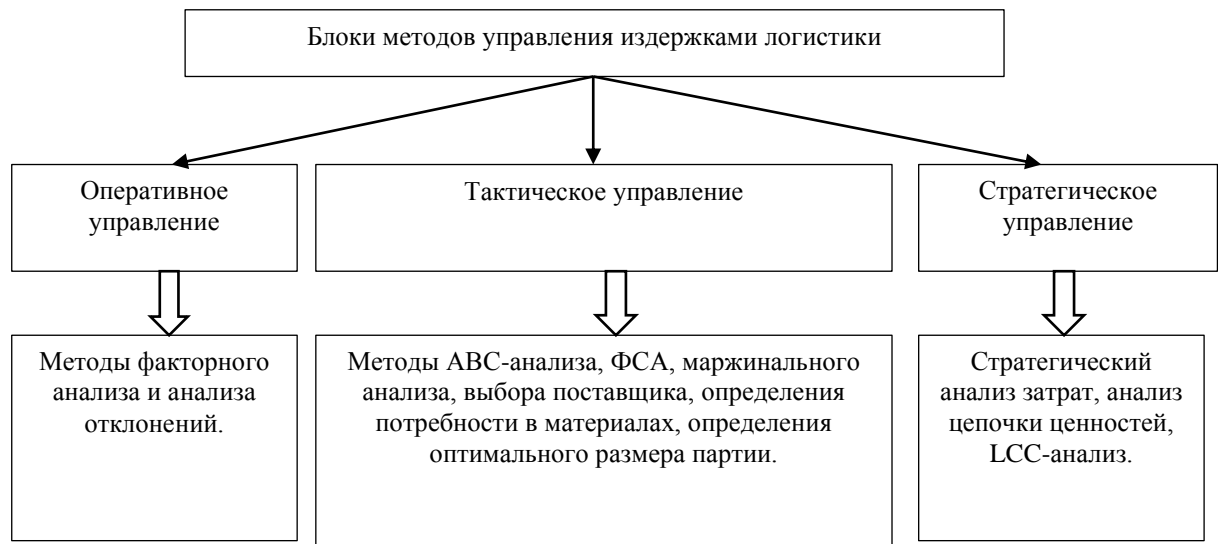 Блоки методов управления издержками логистики
Оперативное
управление
Тактическое управление
Стратегическое
управление
Методы факторного
анализа и анализа
отклонений.
Методы АВС-анализа, ФСА, маржинального
анализа, выбора поставщика, определения
потребности в материалах, определения
оптимального размера партии.
Стратегический
анализ затрат, анализ
цепочки ценностей,
LCC-анализ.